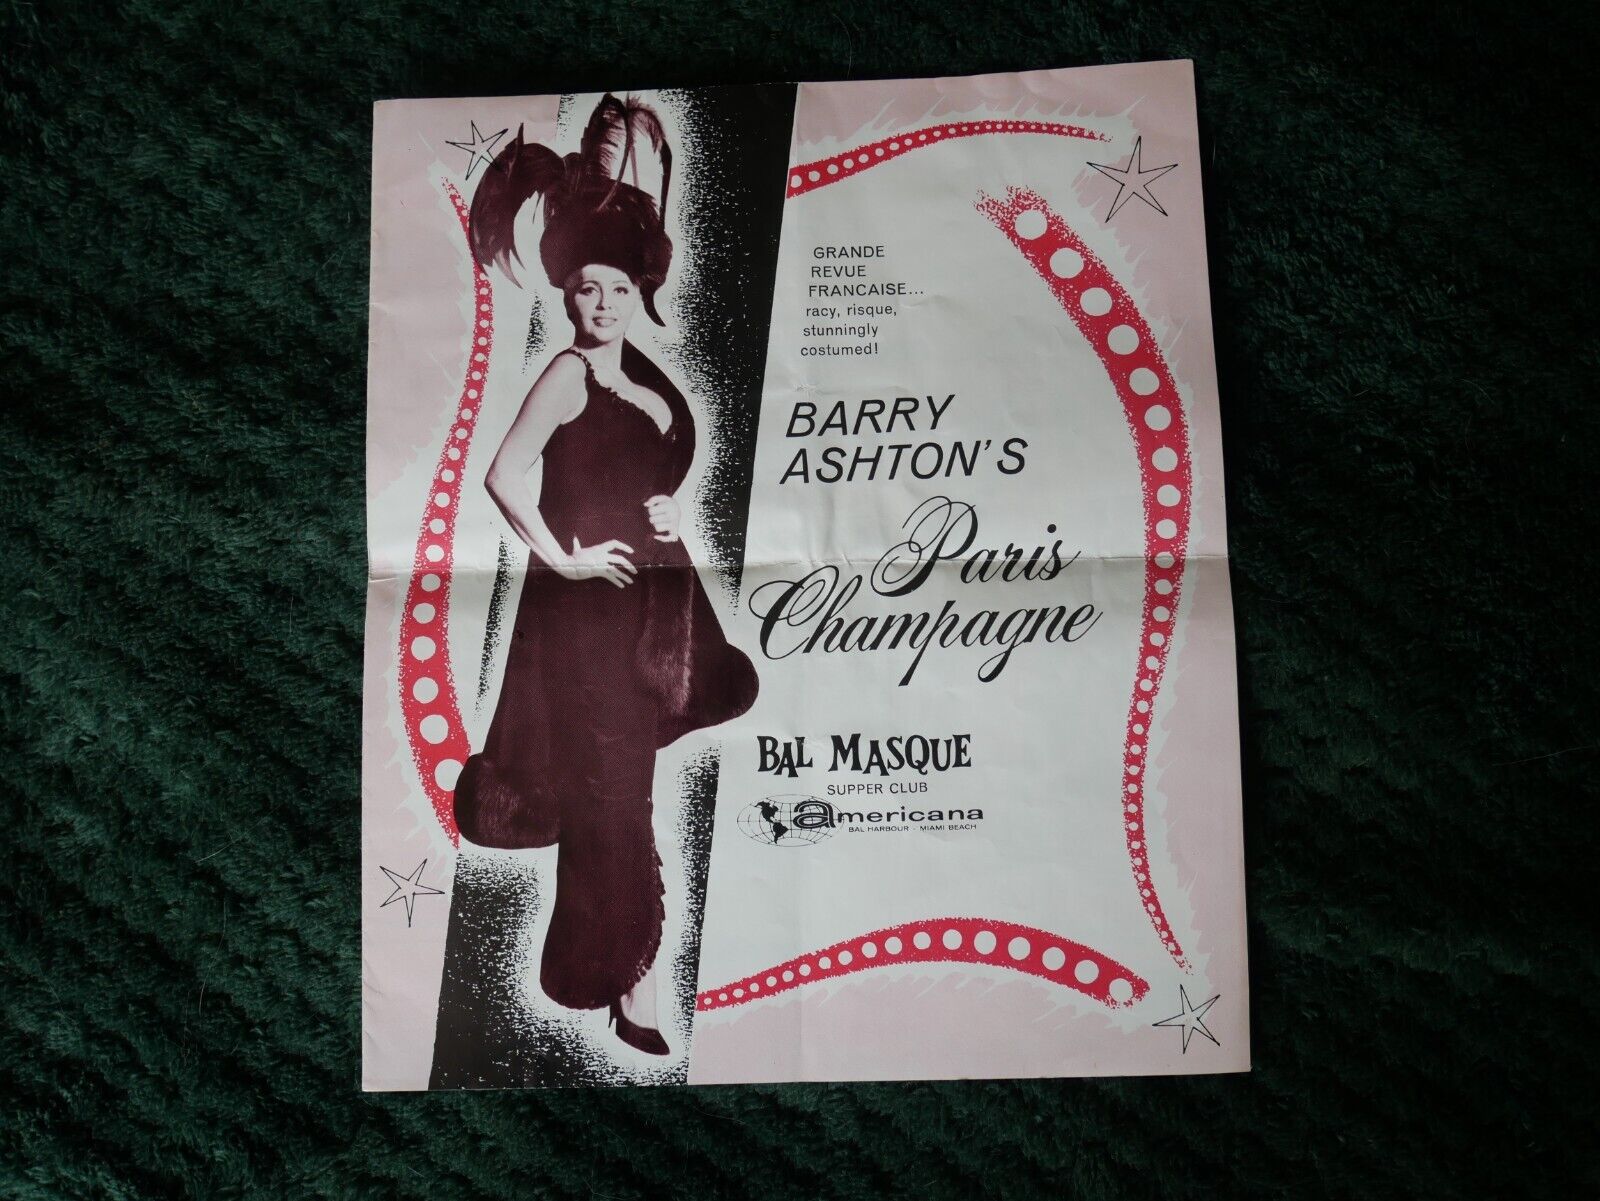 GRANDE
REVUE
FRANCAISE...
racy, risque,
stunningly
costumed!
BARRY
ASHTON'S
Paris
Champagne
BAL MASQUE
SUPPER CLUB
americana
BAL HARBOUR - MIAMI BEACH